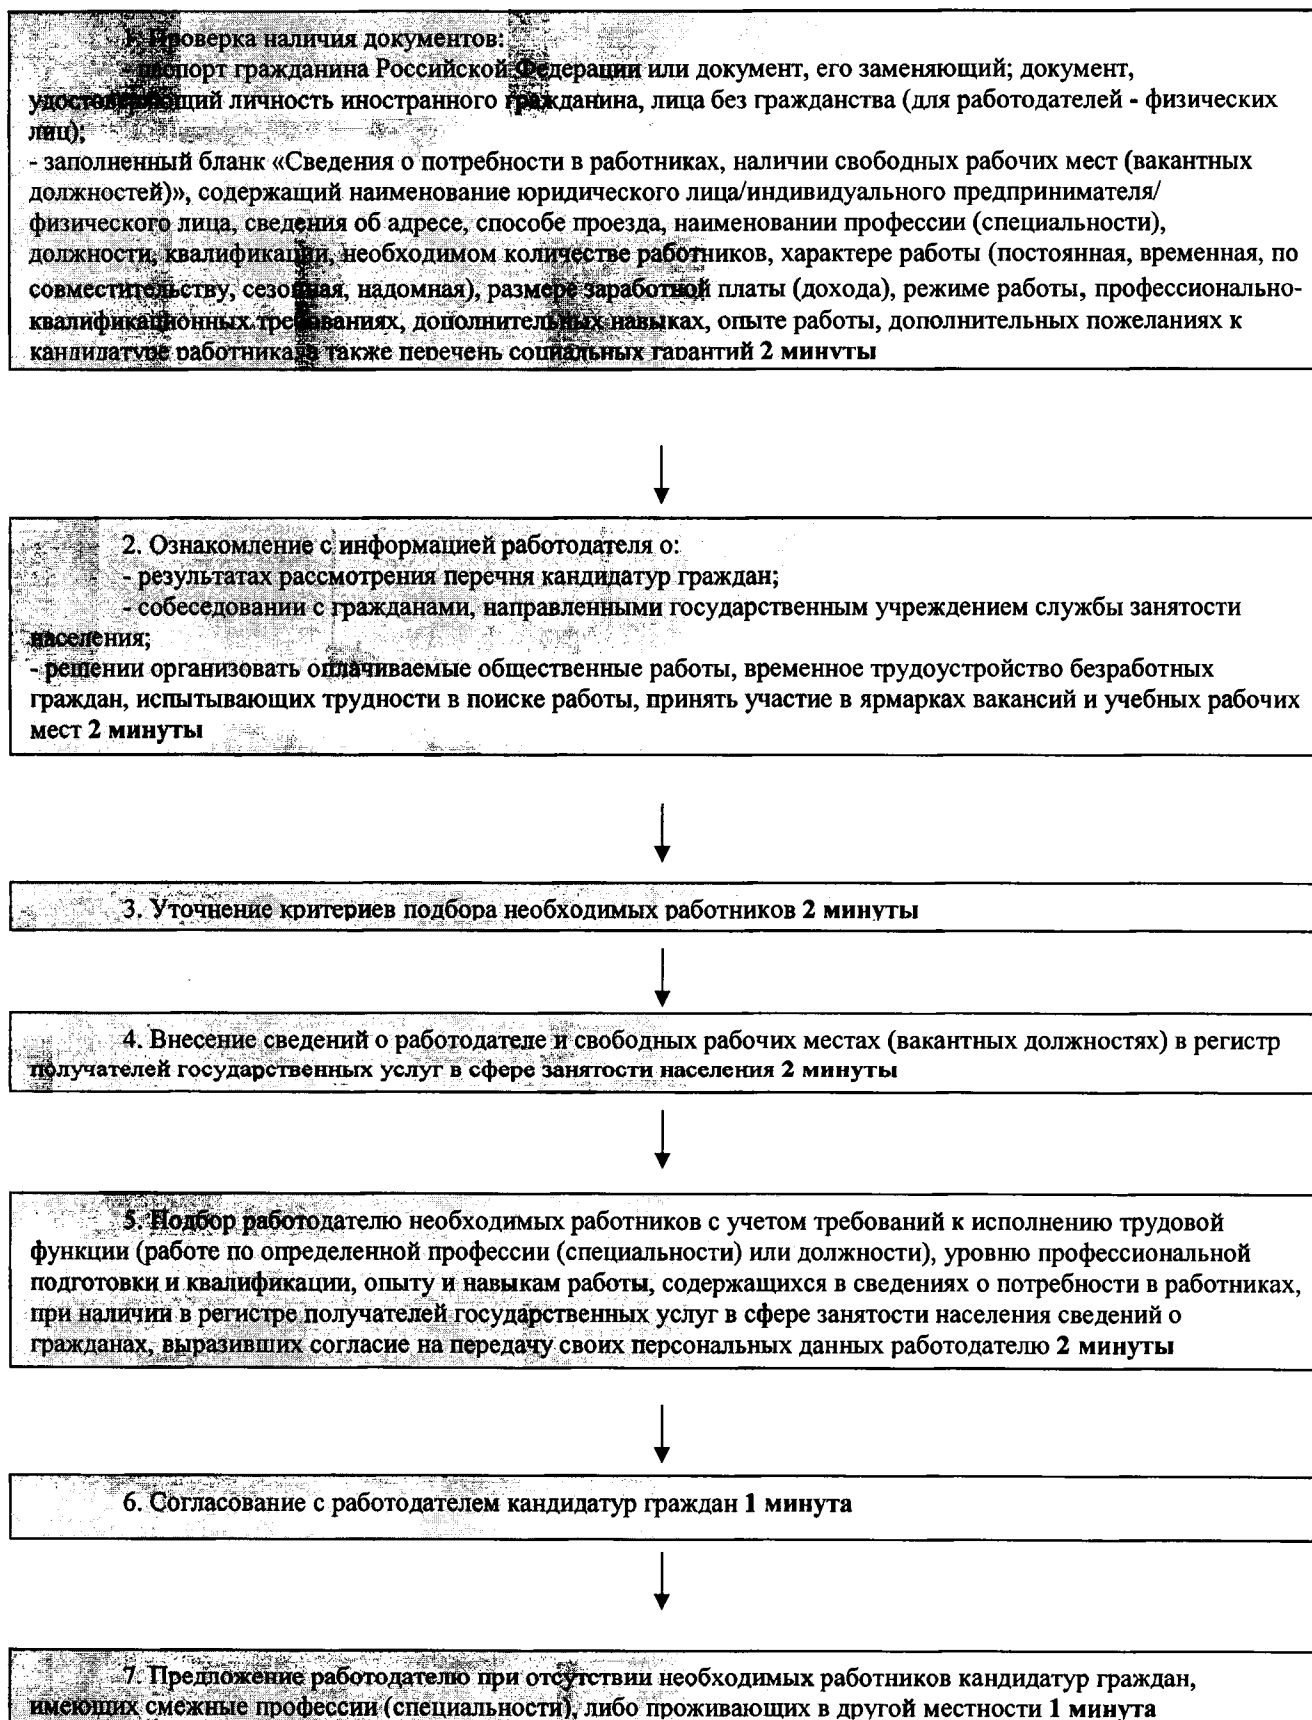 1. Проверка наличия документов:
- паспорт гражданина Российской Федерации или документ, его заменяющий; документ,
удостоверяющий личность иностранного гражданина, лица без гражданства (для работодателей - физических
лиц);
- заполненный бланк «Сведения о потребности в работниках, наличии свободных рабочих мест (вакантных
должностей)», содержащий наименование юридического лица/индивидуального предпринимателя/
физического лица, сведения об адресе, способе проезда, наименовании профессии (специальности),
должности, квалификации, необходимом количестве работников, характере работы (постоянная, временная, по
совместительству, сезонная, надомная), размере заработной платы (дохода), режиме работы, профессионально-
квалификационных требованиях, дополнительных навыках, опыте работы, дополнительных пожеланиях к
кандидатуре работника, а также перечень социальных гарантий 2 минуты
2. Ознакомление с информацией работодателя о:
- результатах рассмотрения перечня кандидатур граждан;
- собеседовании с гражданами, направленными государственным учреждением службы занятости
населения;
- решении организовать оплачиваемые общественные работы, временное трудоустройство безработных
граждан, испытывающих трудности в поиске работы, принять участие в ярмарках вакансий и учебных рабочих
мест 2 минуты
3. Уточнение критериев подбора необходимых работников 2 минуты
4. Внесение сведений о работодателе и свободных рабочих местах (вакантных должностях) в регистр
получателей государственных услуг в сфере занятости населения 2 минуты
5. Подбор работодателю необходимых работников с учетом требований к исполнению трудовой
функции (работе по определенной профессии (специальности) или должности), уровню профессиональной
подготовки и квалификации, опыту и навыкам работы, содержащихся в сведениях о потребности в работниках,
при наличии в регистре получателей государственных услуг в сфере занятости населения сведений о
гражданах, выразивших согласие на передачу своих персональных данных работодателю 2 минуты
6. Согласование с работодателем кандидатур граждан 1 минута
7. Предложение работодателю при отсутствии необходимых работников кандидатур граждан,
имеющих смежные профессии (специальности), либо проживающих в другой местности 1 минута